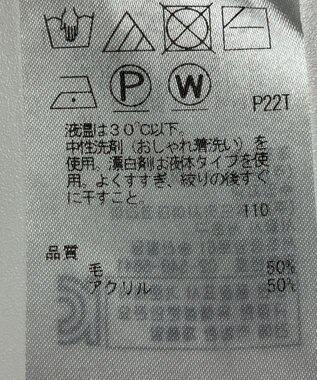 P
W
P22T
液温は30℃以下。
中性洗剤(おしゃれ着洗い)を
使用。漂白剤は液体タイプを使
用。よくすすぎ、絞りの後すぐ
に干すこと。
110
品質
毛 50%
アクリル 50%